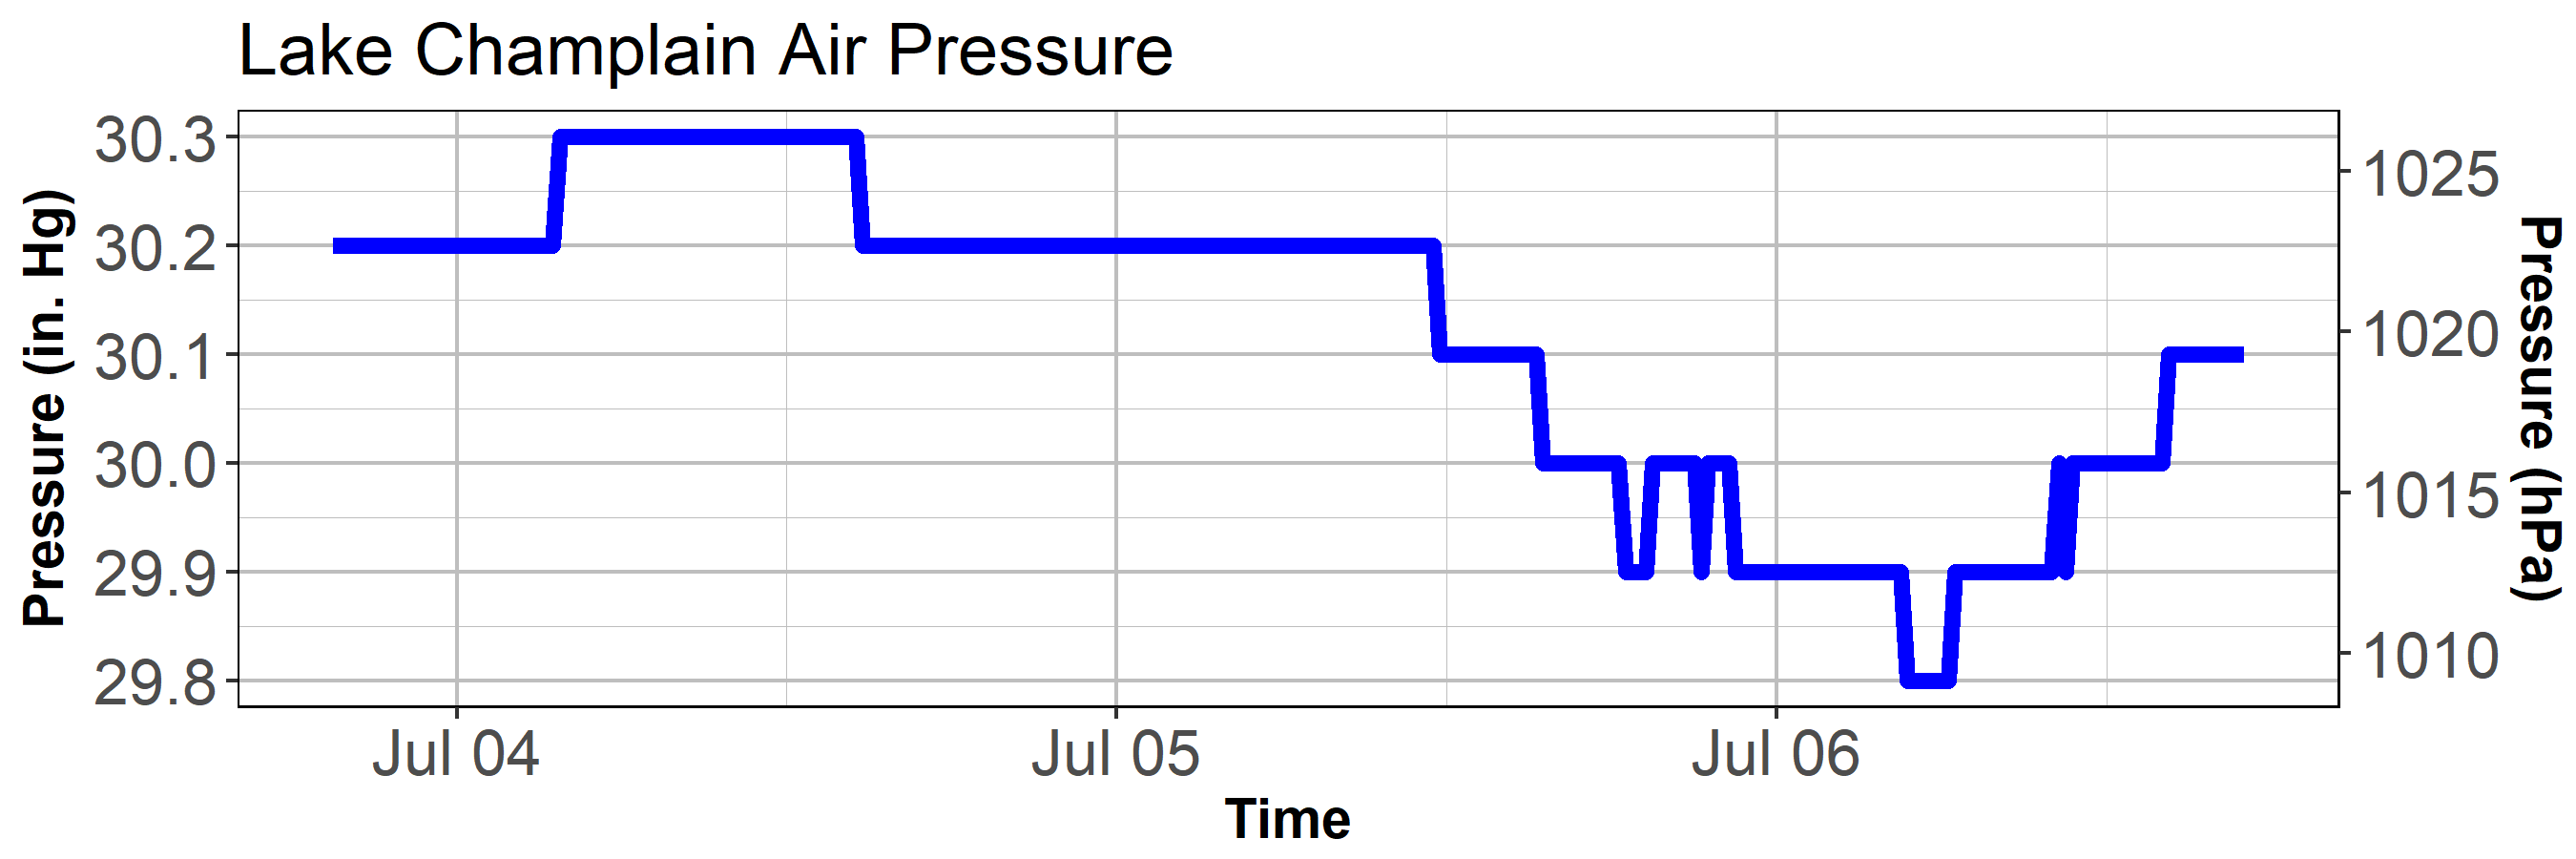 Lake Champlain Air Pressure
30.3
30.2
30.1
30.0
29.9
29.8
Pressure (in. Hg)
1025
1020
1015
1010
Pressure (hPa)
Jul 04 Jul 05 Jul 06
Time